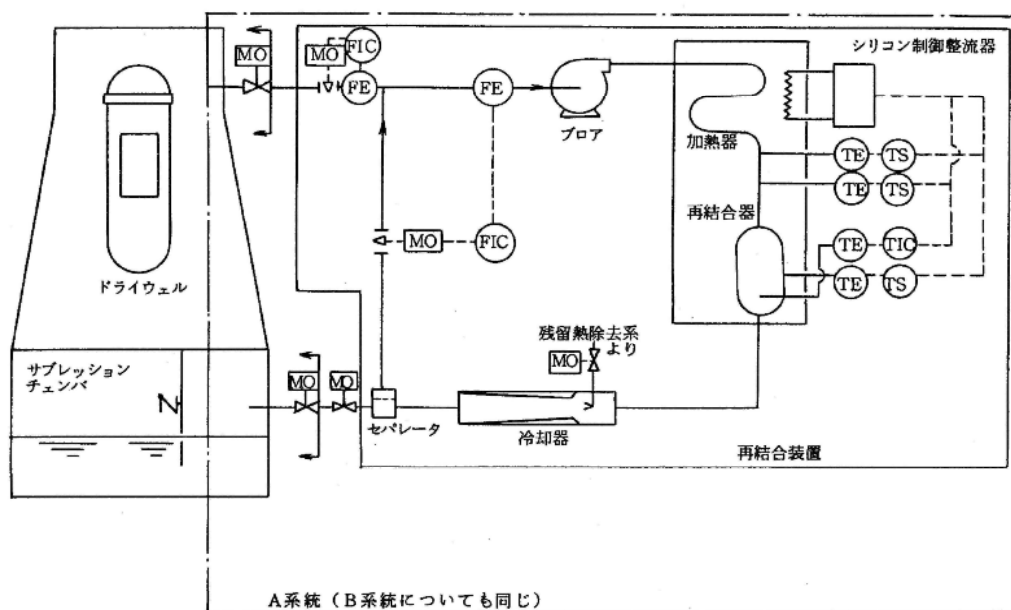 シリコン制御整流器
MO
MO
FIC
FE
FE
ブロア
加熱器
TE
TS
TE
TS
再結合器
MO
FIC
TE
TIC
TE
TS
ドライウェル
残留熱除去系
より
MO
サプレッション
チェンバ
MO
MO
セパレータ
冷却器
再結合装置
A系統(B系統についても同じ)